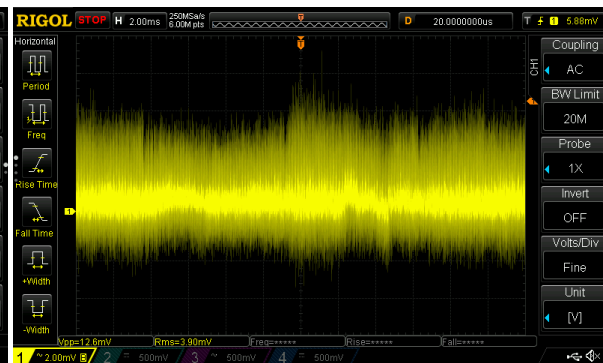 RIGOL STOP H 2.00ms 250MSa/s 6.00M pts D 20.0000000us T 1 5.88mV
Horizontal
Period
Freq
Rise Time
Fall Time
+Width
-Width
T
1
CH1
Coupling
AC
BW Limit
20M
Probe
1X
Invert
OFF
Volts/Div
Fine
Unit
[V]
Vpp=12.6mV Rms=3.90mV Freq=***** Rise=***** Fall=*****
1 ~ 2.00mV B 2 = 500mV 3 ~ 500mV 4 = 500mV